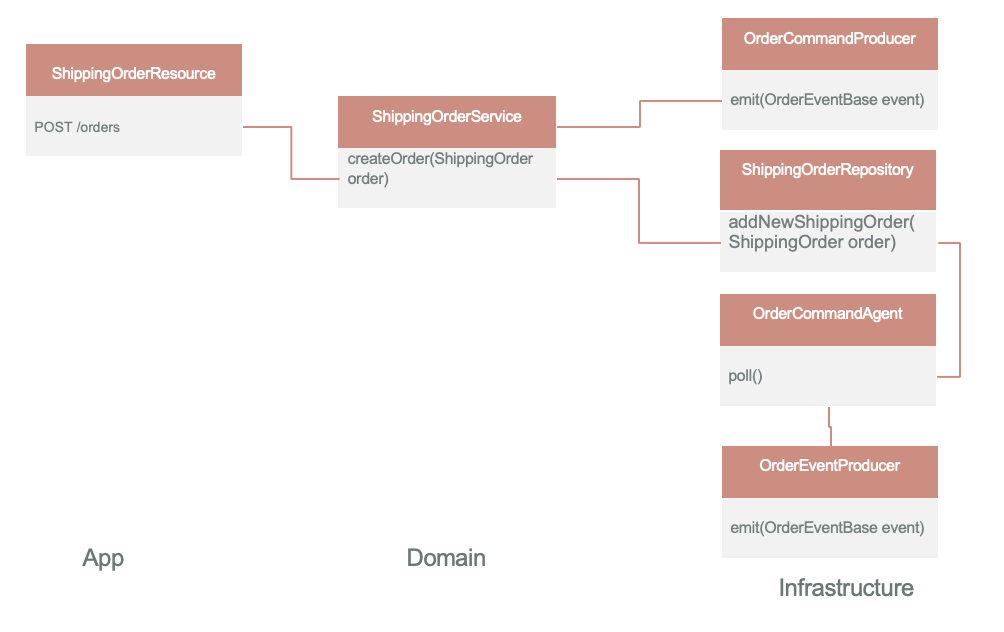 ShippingOrderResource
POST /orders
ShippingOrderService
createOrder(ShippingOrder
order)
OrderCommandProducer
emit(OrderEventBase event)
ShippingOrderRepository
addNewShippingOrder(
ShippingOrder order)
OrderCommandAgent
poll()
OrderEventProducer
emit(OrderEventBase event)
App
Domain
Infrastructure